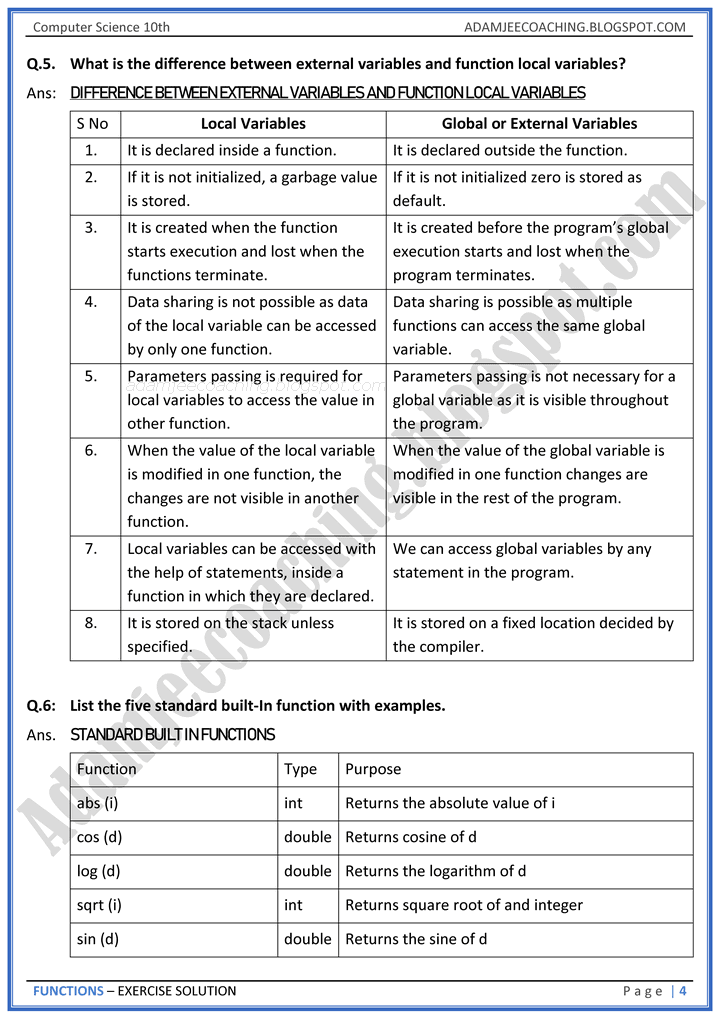 Computer Science 10th ADAMJEECOACHING.BLOGSPOT.COM
Q.5. What is the difference between external variables and function local variables?
Ans: DIFFERENCE BETWEEN EXTERNAL VARIABLES AND FUNCTION LOCAL VARIABLES
S No Local Variables Global or External Variables
1. It is declared inside a function. It is declared outside the function.
2. If it is not initialized, a garbage value If it is not initialized zero is stored as
is stored. default.
3. It is created when the function It is created before the program's global
starts execution and lost when the execution starts and lost when the
functions terminate. program terminates.
4. Data sharing is not possible as data Data sharing is possible as multiple
of the local variable can be accessed functions can access the same global
by only one function. variable.
5. Parameters passing is required for Parameters passing is not necessary for a
local variables to access the value in global variable as it is visible throughout
other function. the program.
6. When the value of the local variable When the value of the global variable is
is modified in one function, the modified in one function changes are
changes are not visible in another visible in the rest of the program.
function.
7. Local variables can be accessed with We can access global variables by any
the help of statements, inside a statement in the program.
function in which they are declared.
8. It is stored on the stack unless It is stored on a fixed location decided by
specified. the compiler.
Q.6: List the five standard built-In function with examples.
Ans. STANDARD BUILT IN FUNCTIONS
Function Type Purpose
abs (i) int Returns the absolute value of i
cos (d) double Returns cosine of d
log (d) double Returns the logarithm of d
sqrt (i) int Returns square root of and integer
sin (d) double Returns the sine of d
FUNCTIONS – EXERCISE SOLUTION Page | 4
Adamjeecoaching.blogspot.com
adamjeecoaching.blogspot.com